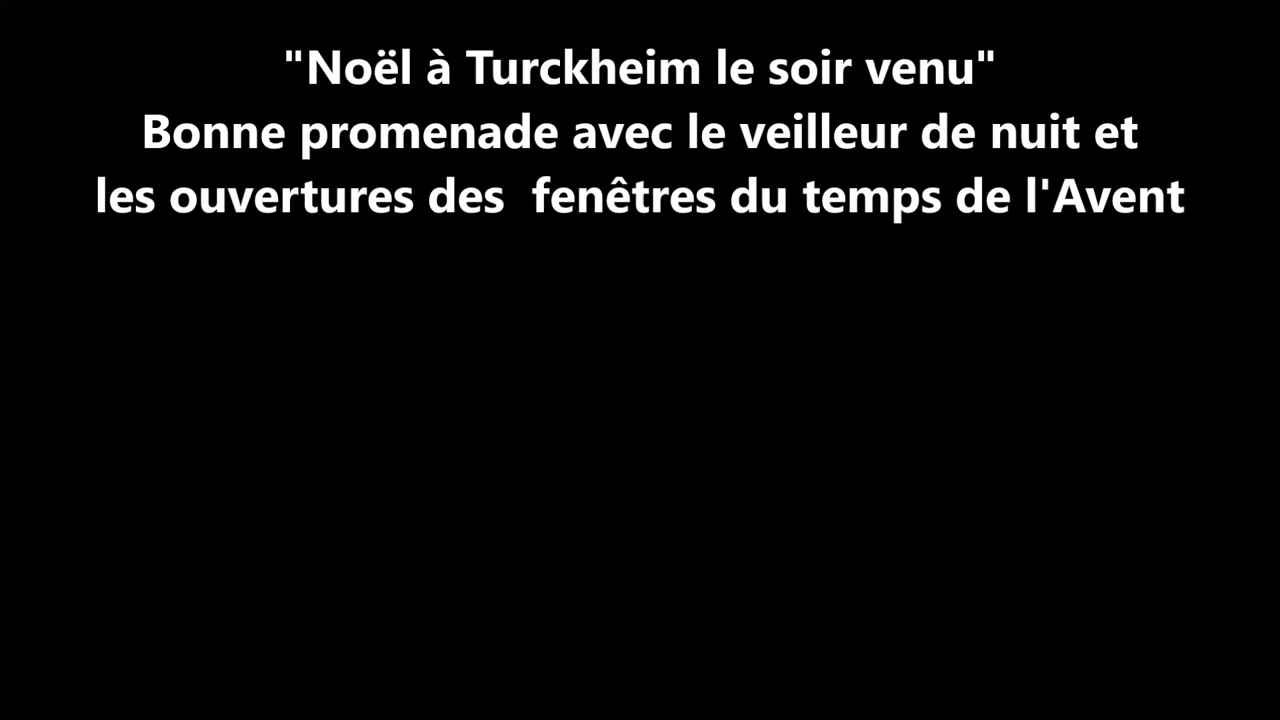 "Noël à Turckheim le soir venu"
Bonne promenade avec le veilleur de nuit et
les ouvertures des  fenêtres du temps de l'Avent